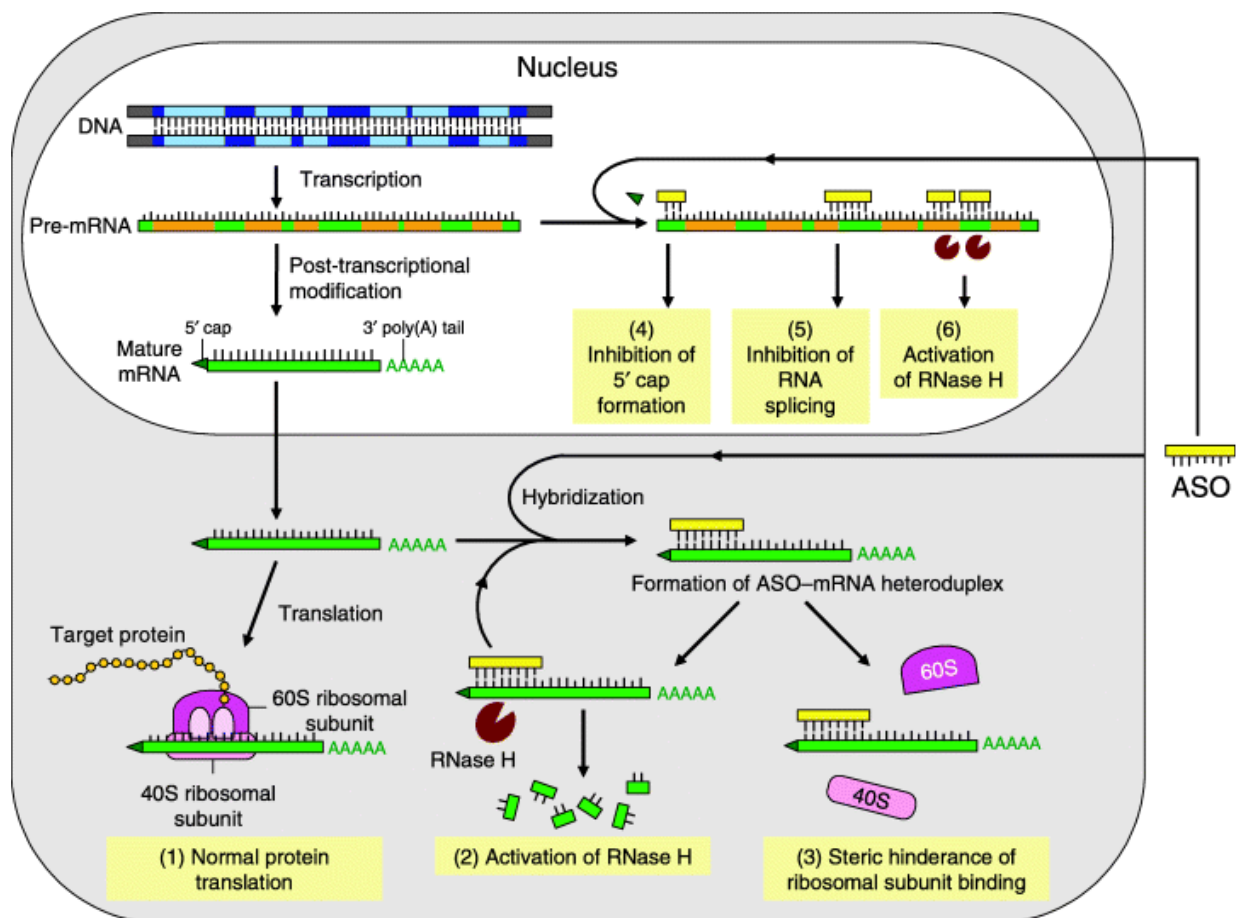 Nucleus
DNA
Transcription
Pre-mRNA
Post-transcriptional
modification
5′ cap
3′ poly(A) tail
Mature
mRNA
AAAAA
(4)
Inhibition of
5′ cap
formation
(5)
Inhibition of
RNA
splicing
(6)
Activation
of RNase H
ASO
Hybridization
AAAAA
AAAAA
Formation of ASO–mRNA heteroduplex
Translation
Target protein
60S ribosomal
subunit
AAAAA
40S ribosomal
subunit
(1) Normal protein
translation
AAAAA
RNase H
(2) Activation of RNase H
60S
AAAAA
40S
(3) Steric hinderance of
ribosomal subunit binding